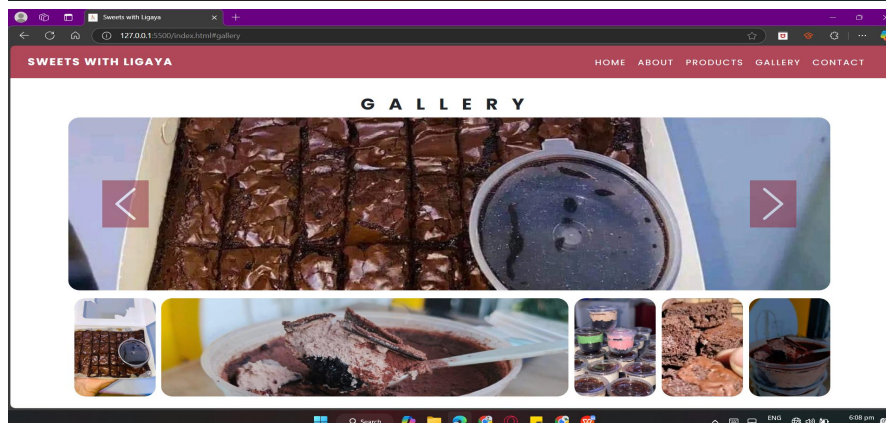 Sweets with Ligaya
127.0.0.1:5500/index.html#gallery
SWEETS WITH LIGAYA
HOME ABOUT PRODUCTS GALLERY CONTACT
GALLERY
Search
ENG
6:08 pm